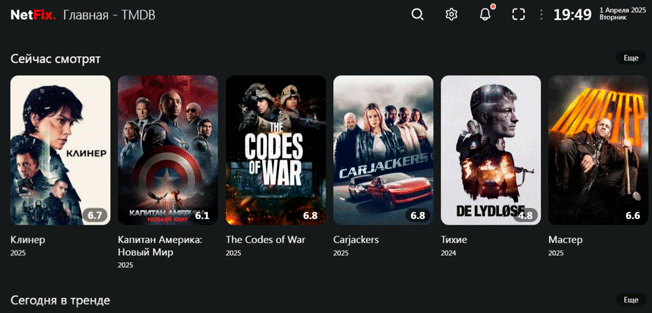 NetFix. Главная - TMDB
19:49
1 Апреля 2025
Вторник
Сейчас смотрят
Еще
КЛИНЕР
6.7
КАПИТАН АМЕРИКА:
НОВЫЙ МИР
6.1
THE
CODES
OF WAR
6.8
CARJACKERS
6.8
DE LYDLØSE
4.8
МАСТЕР
6.6
Клинер
2025
Капитан Америка:
Новый Мир
2025
The Codes of War
2025
Carjackers
2025
Тихие
2024
Мастер
2025
Сегодня в тренде
Еще